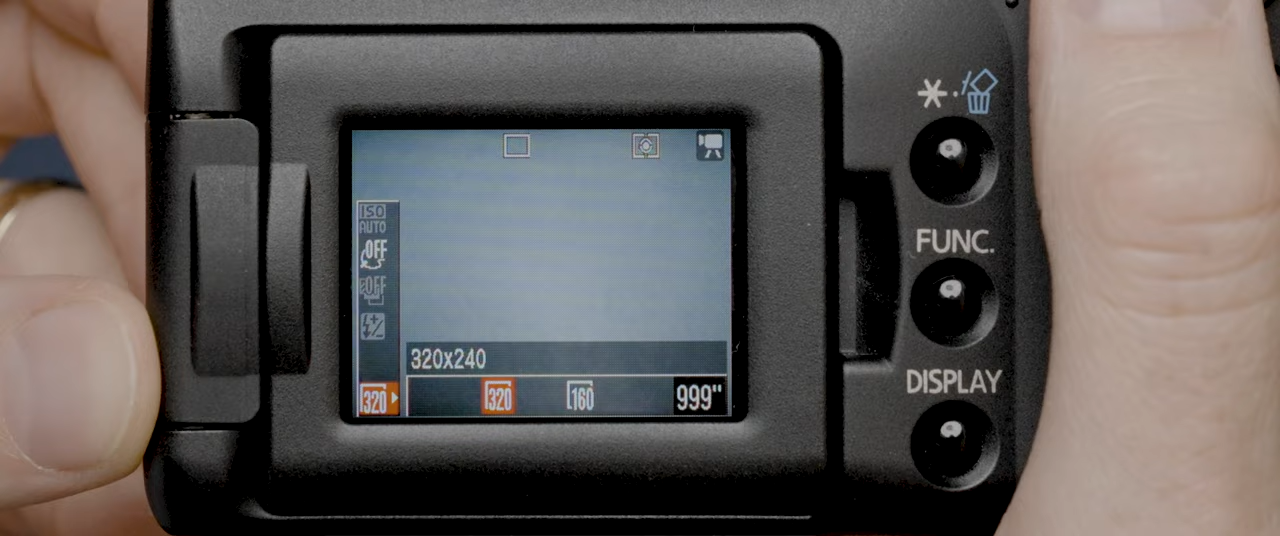 FUNC.
DISPLAY
ISO
AUTO
OFF
OFF
320x240
320
320
160
999"